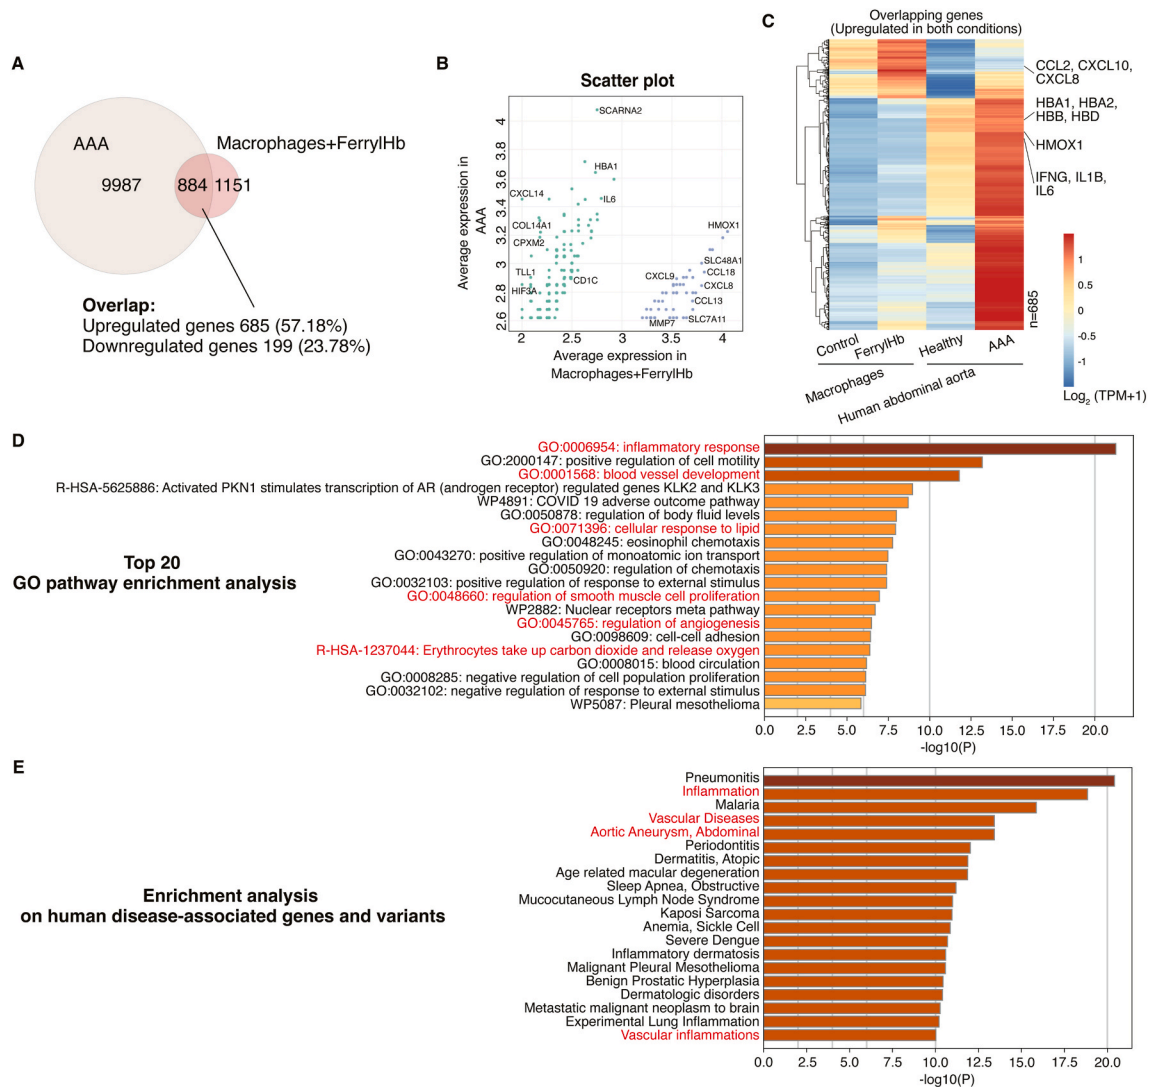 A
AAA
Macrophages+FerrylHb
9987
884
1151
Overlap:
Upregulated genes 685 (57.18%)
Downregulated genes 199 (23.78%)
B
Scatter plot
Average expression in
AAA
4
3.8
3.6
3.4
3.2
3
2.8
2.6
SCARNA2
HBA1
CXCL14
IL6
COL14A1
HMOX1
CPXM2
SLC48A1
TLL1
CD1C
CXCL9
CCL18
HIF3A
CXCL8
CCL13
MMP7
SLC7A11
2
2.5
3
3.5
4
Average expression in
Macrophages+FerrylHb
C
Overlapping genes
(Upregulated in both conditions)
CCL2, CXCL10,
CXCL8
HBA1, HBA2,
HBB, HBD
HMOX1
IFNG, IL1B,
IL6
n=685
Control
FerrylHb
Healthy
AAA
Macrophages
Human abdominal aorta
1
0.5
0
-0.5
-1
Log2 (TPM+1)
D
Top 20
GO pathway enrichment analysis
GO:0006954: inflammatory response
GO:2000147: positive regulation of cell motility
GO:0001568: blood vessel development
R-HSA-5625886: Activated PKN1 stimulates transcription of AR (androgen receptor) regulated genes KLK2 and KLK3
WP4891: COVID 19 adverse outcome pathway
GO:0050878: regulation of body fluid levels
GO:0071396: cellular response to lipid
GO:0048245: eosinophil chemotaxis
GO:0043270: positive regulation of monoatomic ion transport
GO:0050920: regulation of chemotaxis
GO:0032103: positive regulation of response to external stimulus
GO:0048660: regulation of smooth muscle cell proliferation
WP2882: Nuclear receptors meta pathway
GO:0045765: regulation of angiogenesis
GO:0098609: cell-cell adhesion
R-HSA-1237044: Erythrocytes take up carbon dioxide and release oxygen
GO:0008015: blood circulation
GO:0008285: negative regulation of cell population proliferation
GO:0032102: negative regulation of response to external stimulus
WP5087: Pleural mesothelioma
0.0 2.5 5.0 7.5 10.0 12.5 15.0 17.5 20.0
-log10(P)
E
Enrichment analysis
on human disease-associated genes and variants
Pneumonitis
Inflammation
Malaria
Vascular Diseases
Aortic Aneurysm, Abdominal
Periodontitis
Dermatitis, Atopic
Age related macular degeneration
Sleep Apnea, Obstructive
Mucocutaneous Lymph Node Syndrome
Kaposi Sarcoma
Anemia, Sickle Cell
Severe Dengue
Inflammatory dermatosis
Malignant Pleural Mesothelioma
Benign Prostatic Hyperplasia
Dermatologic disorders
Metastatic malignant neoplasm to brain
Experimental Lung Inflammation
Vascular inflammations
0.0 2.5 5.0 7.5 10.0 12.5 15.0 17.5 20.0
-log10(P)